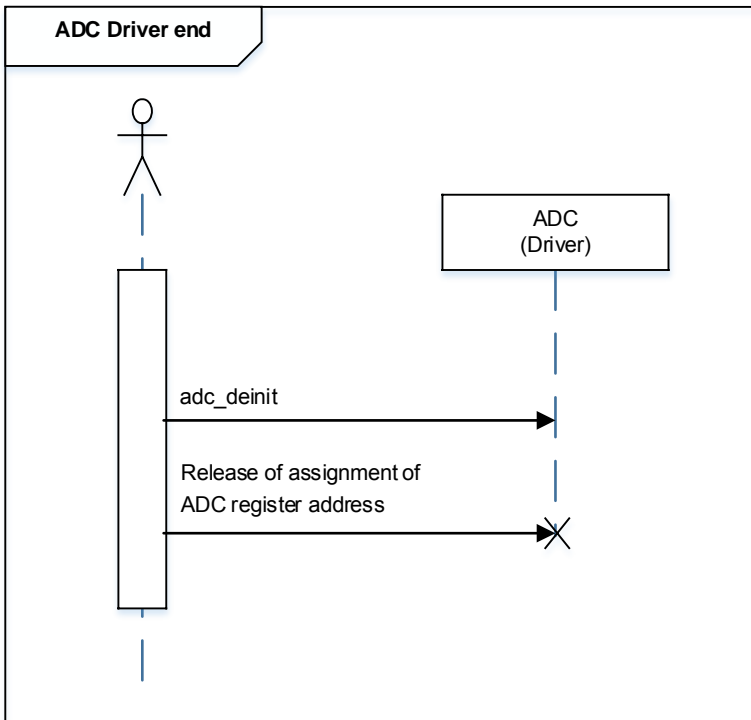 ADC Driver end
ADC
(Driver)
adc_deinit
Release of assignment of
ADC register address